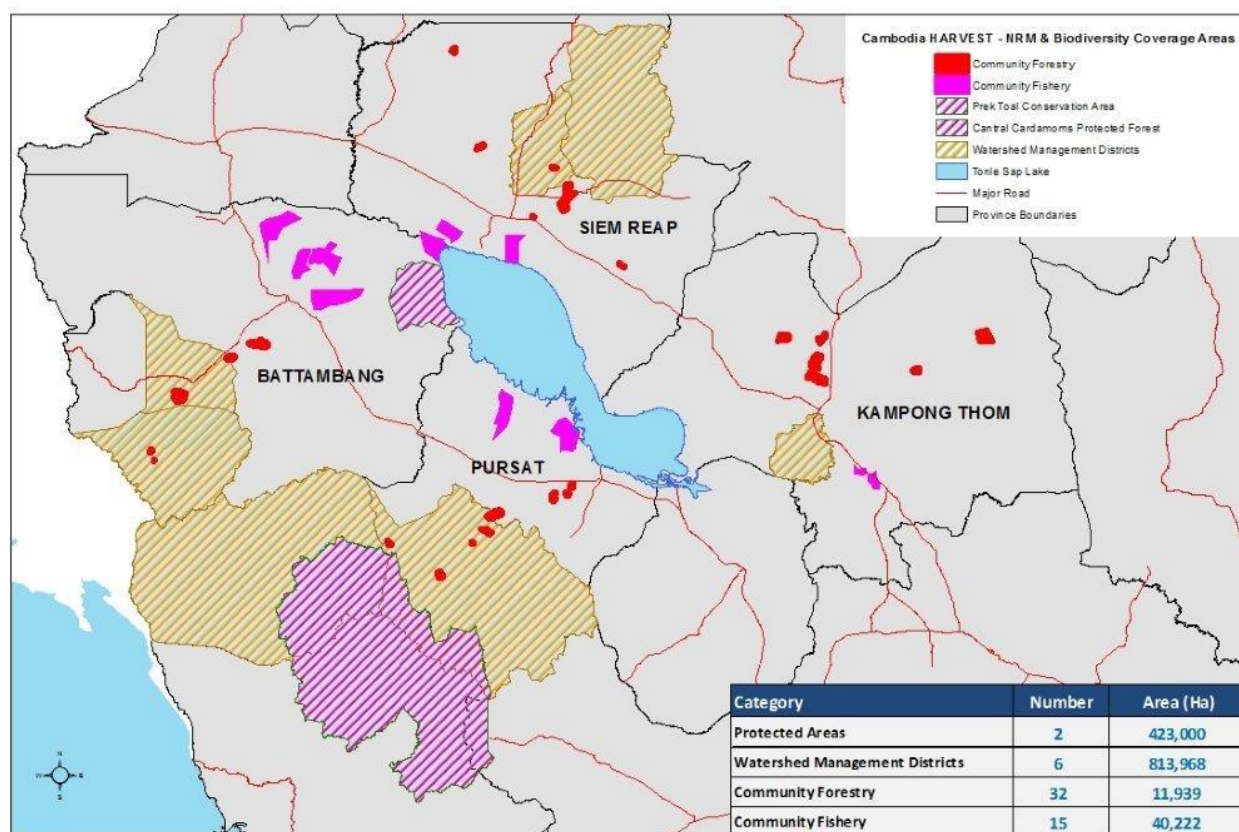 Cambodia HARVEST - NRM & Biodiversity Coverage Areas
Community Forestry
Community Fishery
Prek Toal Conservation Area
Cantral Cardamoms Protected Forest
Watershed Management Districts
Tonle Sap Lake
Major Road
Province Boundaries
SIEM REAP
BATTAMBANG
KAMPONG THOM
PURSAT
Category Number Area (Ha)
Protected Areas 2 423,000
Watershed Management Districts 6 813,968
Community Forestry 32 11,939
Community Fishery 15 40,222
N
W E
S